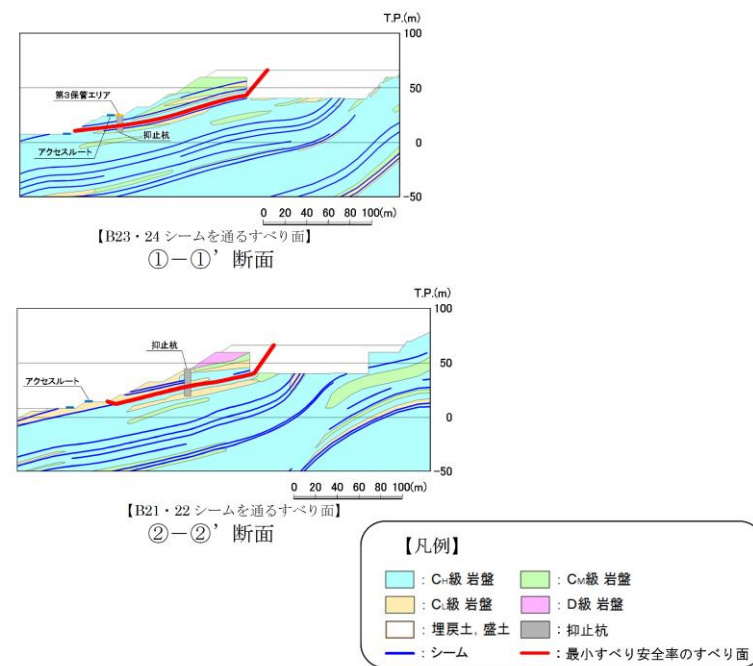 T.P.(m)
100
50
0
-50
第3保管エリア
抑止杭
アクセスルート
0 20 40 60 80 100(m)
【B23・24 シームを通るすべり面】
①－①’ 断面
T.P.(m)
100
50
0
-50
抑止杭
アクセスルート
0 20 40 60 80 100(m)
【B21・22 シームを通るすべり面】
②－②’ 断面
【凡例】
：CH級 岩盤 ：CM級 岩盤
：CL級 岩盤 ：D級 岩盤
：埋戻土，盛土 ：抑止杭
：シーム ：最小すべり安全率のすべり面